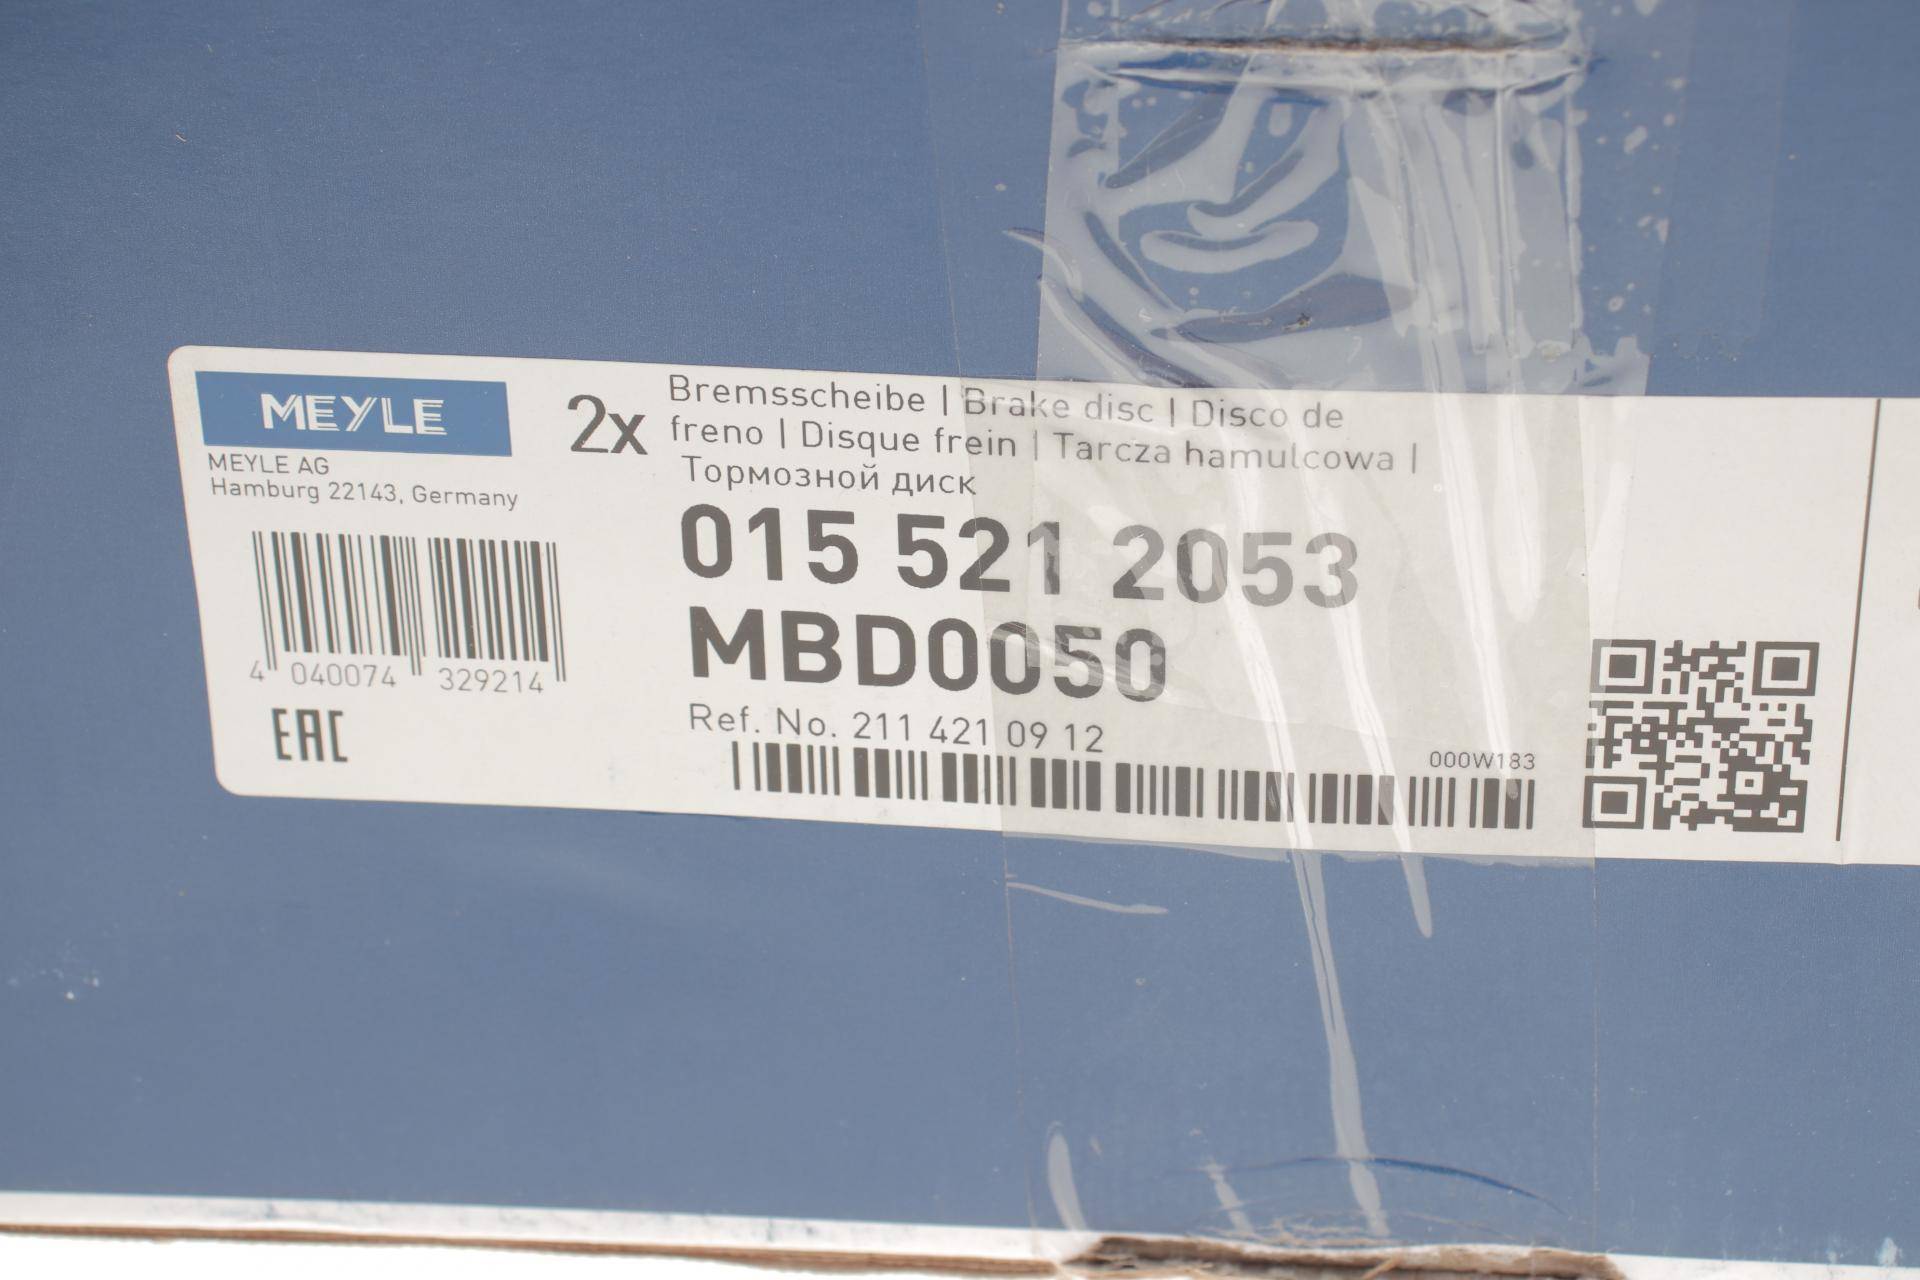 MEYLE
MEYLE AG
Hamburg 22143, Germany
4 040074 329214
EAC
2x
Bremsscheibe | Brake disc | Disco de
freno | Disque frein | Tarcza hamulcowa |
Тормозной диск
015 521 2053
MBD0050
Ref. No. 211 421 09 12
000W183